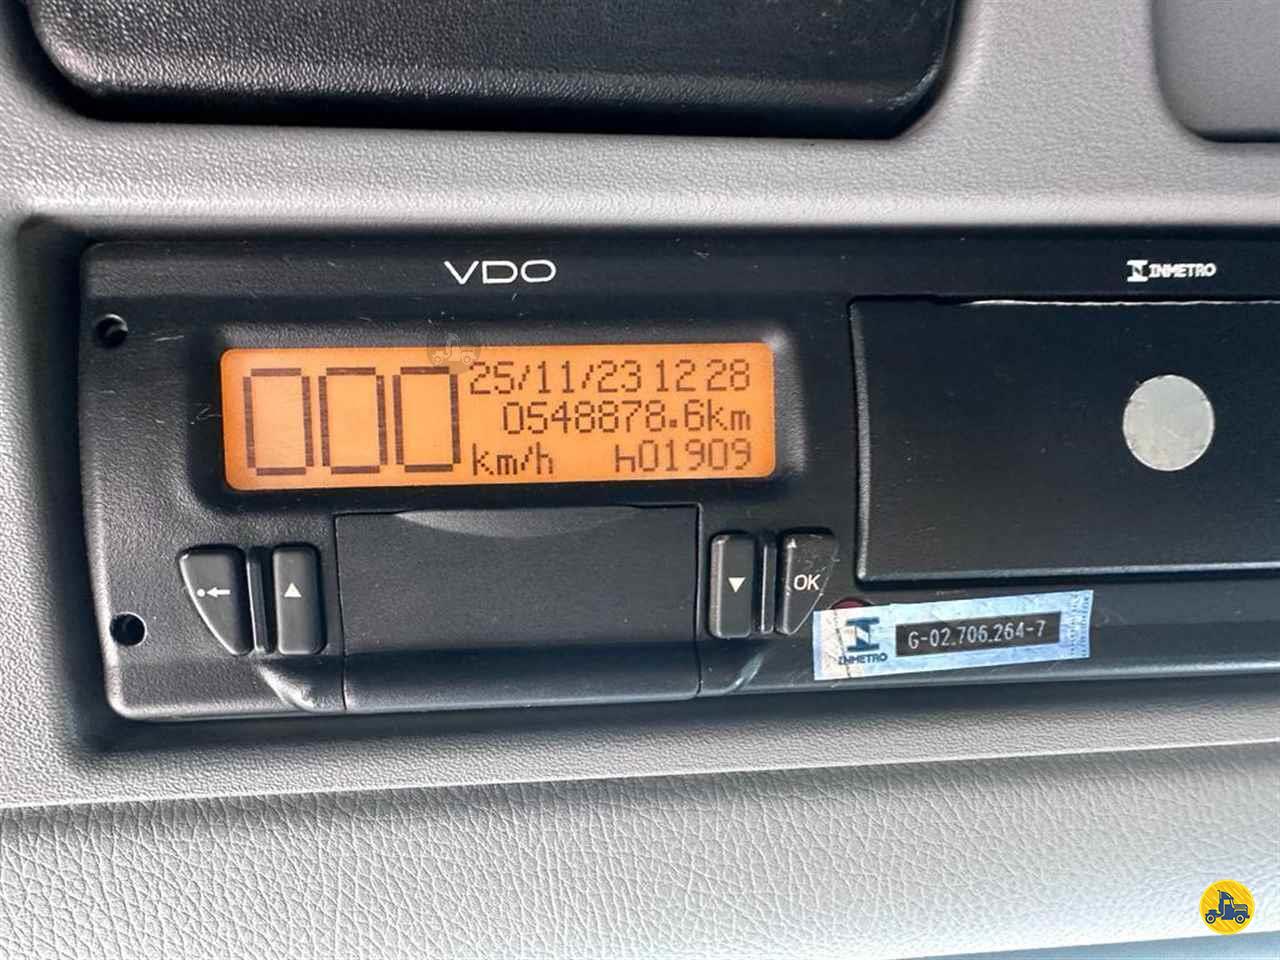 VDO
INMETRO
000
25/11/23 12 28
0548878.6km
km/h
h01909
OK
INMETRO
G-02.706.264-7